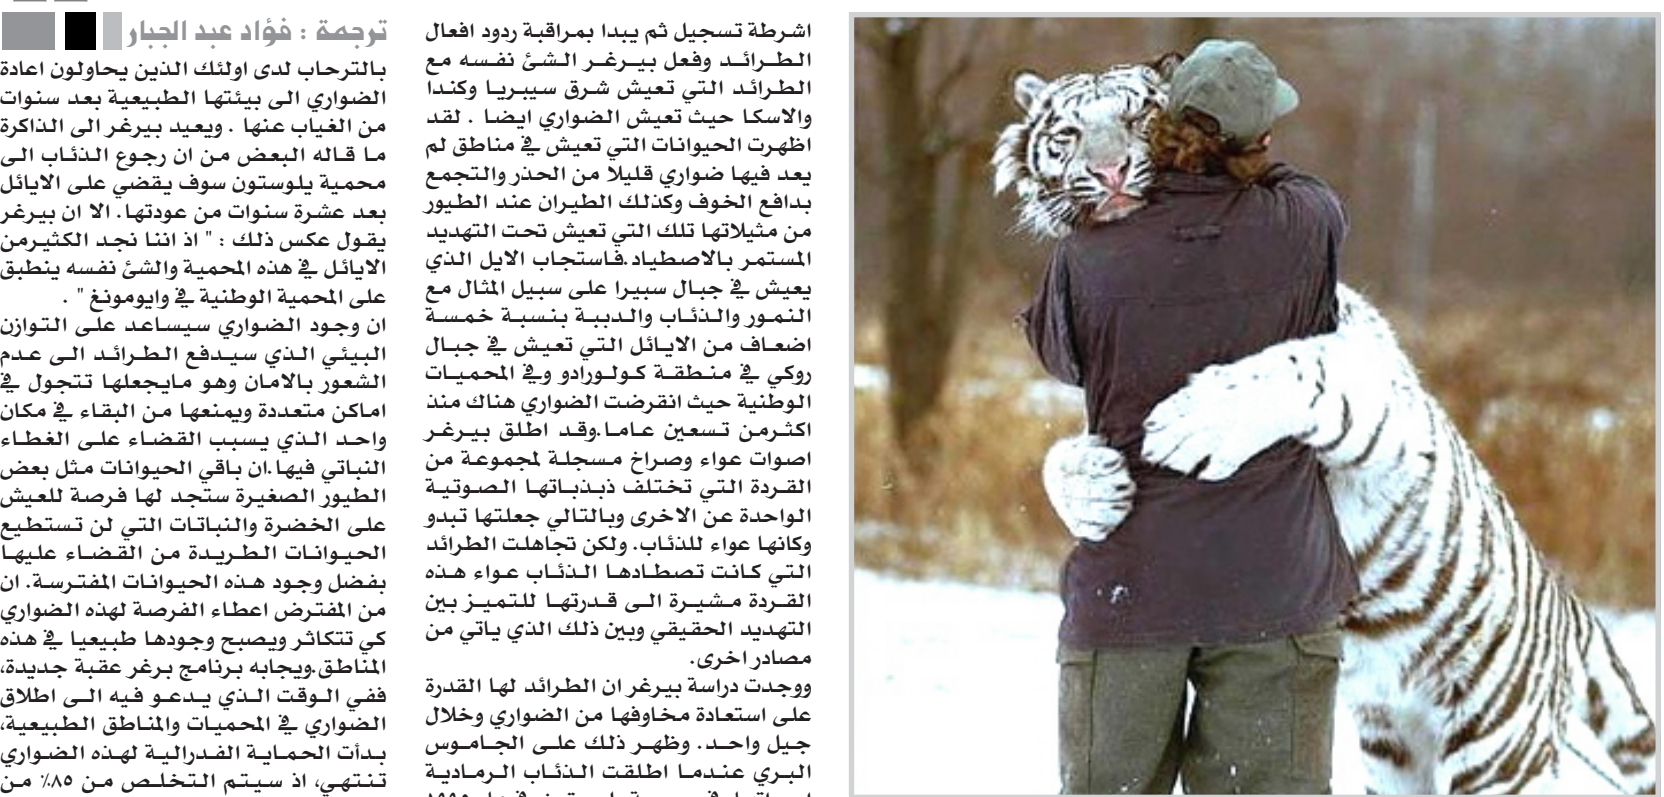 اشرطة تسجيل ثم يبدا بمراقبة ردود افعال
الطرائد وفعل بيرغر الشئ نفسه مع
الطرائد التي تعيش شرق سيبريا وكندا
والاسكا حيث تعيش الضواري ايضا . لقد
اظهرت الحيوانات التي تعيش في مناطق لم
يعد فيها ضواري قليلا من الحذر والتجمع
بدافع الخوف وكذلك الطيران عند الطيور
من مثيلاتها تلك التي تعيش تحت التهديد
المستمر بالاصطياد.فاستجاب الايل الذي
يعيش في جبال سبيرا على سبيل المثال مع
النمور والذئاب والدببة بنسبة خمسة
اضعاف من الايائل التي تعيش في جبال
روكي في منطقة كولورادو وفي المحميات
الوطنية حيث انقرضت الضواري هناك منذ
اكثرمن تسعين عاما.وقد اطلق بيرغر
اصوات عواء وصراخ مسجلة لمجموعة من
القردة التي تختلف ذبذباتها الصوتية
الواحدة عن الاخرى وبالتالي جعلتها تبدو
وكانها عواء للذئاب. ولكن تجاهلت الطرائد
التي كانت تصطادها الذئاب عواء هذه
القردة مشيرة الى قدرتها للتميز بين
التهديد الحقيقي وبين ذلك الذي ياتي من
مصادر اخرى.
ووجدت دراسة بيرغر ان الطرائد لها القدرة
على استعادة مخاوفها من الضواري وخلال
جيل واحد. وظهر ذلك على الجاموس
البري عندما اطلقت الذئاب الرمادية
ترجمة : فؤاد عبد الجبار
بالترحاب لدى اولئك الذين يحاولون اعادة
الضواري الى بيئتها الطبيعية بعد سنوات
من الغياب عنها . ويعيد بيرغر الى الذاكرة
ما قاله البعض من ان رجوع الذئاب الى
محمية يلوستون سوف يقضي على الايائل
بعد عشرة سنوات من عودتها. الا ان بيرغر
يقول عكس ذلك : " اذ اننا نجد الكثيرمن
الايائل في هذه المحمية والشئ نفسه ينطبق
على المحمية الوطنية في وايومونغ " .
ان وجود الضواري سيساعد على التوازن
البيئي الذي سيدفع الطرائد الى عدم
الشعور بالامان وهو مايجعلها تتجول في
اماكن متعددة ويمنعها من البقاء في مكان
واحد الذي يسبب القضاء على الغطاء
النباتي فيها.ان باقي الحيوانات مثل بعض
الطيور الصغيرة ستجد لها فرصة للعيش
على الخضرة والنباتات التي لن تستطيع
الحيوانات الطريدة من القضاء عليها
بفضل وجود هذه الحيوانات المفترسة. ان
من المفترض اعطاء الفرصة لهذه الضواري
كي تتكاثر ويصبح وجودها طبيعيا في هذه
المناطق.ويجابه برنامج برغر عقبة جديدة،
ففي الوقت الذي يدعو فيه الى اطلاق
الضواري في المحميات والمناطق الطبيعية،
بدأت الحماية الفدرالية لهذه الضواري
تنتهي، اذ سيتم التخلص من ٨٥٪ من